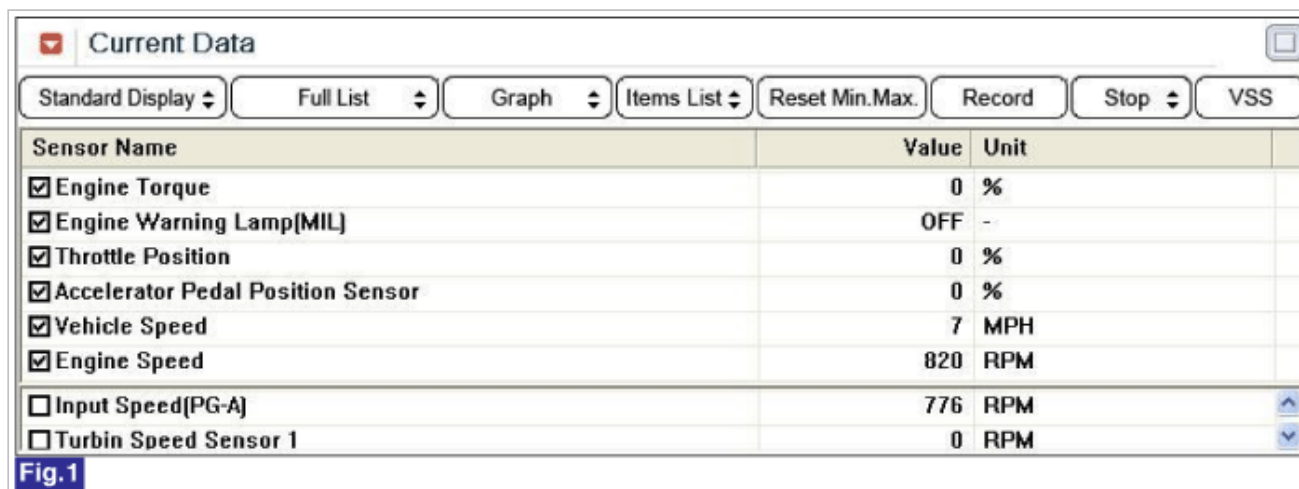 Current Data
Standard Display Full List Graph Items List Reset Min.Max. Record Stop VSS
Sensor Name Value Unit
Engine Torque 0 %
Engine Warning Lamp(MIL) OFF -
Throttle Position 0 %
Accelerator Pedal Position Sensor 0 %
Vehicle Speed 7 MPH
Engine Speed 820 RPM
Input Speed(PG-A) 776 RPM
Turbin Speed Sensor 1 0 RPM
Fig.1